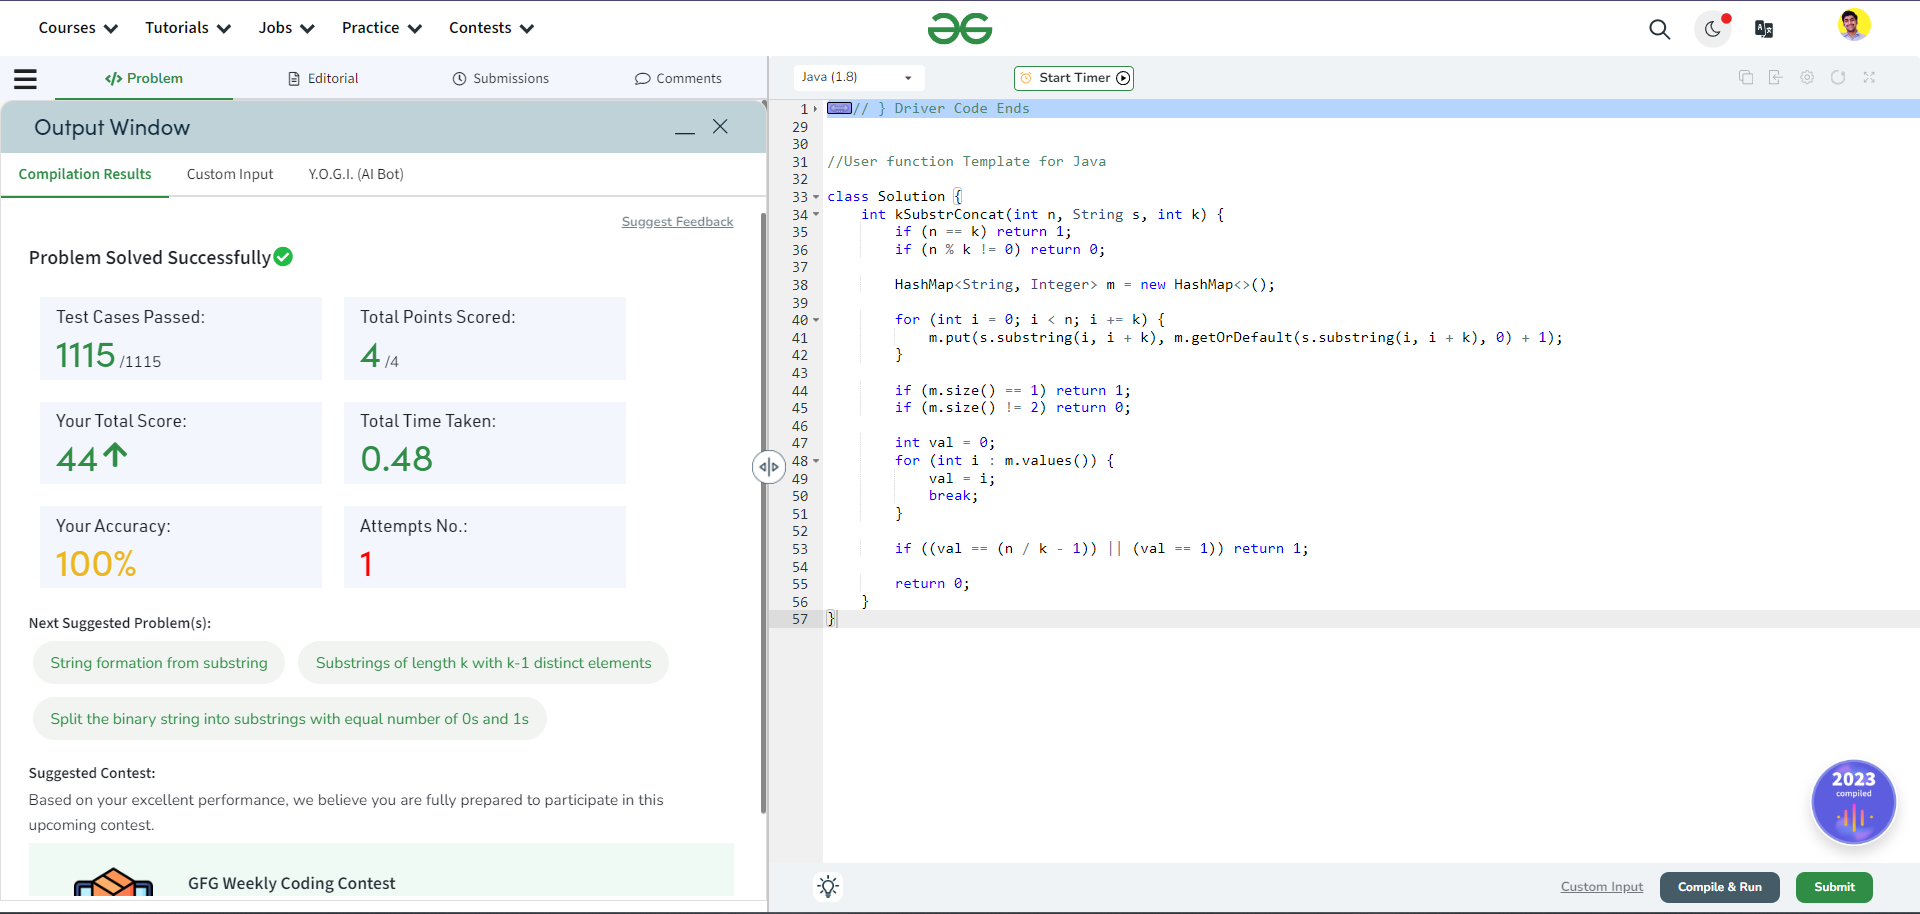 Courses Tutorials Jobs Practice Contests
Problem Editorial Submissions Comments
Java (1.8) Start Timer
Output Window
Compilation Results Custom Input Y.O.G.I. (AI Bot)
Suggest Feedback
Problem Solved Successfully
Test Cases Passed:
1115 /1115
Total Points Scored:
4 /4
Your Total Score:
44
Total Time Taken:
0.48
Your Accuracy:
100%
Attempts No.:
1
Next Suggested Problem(s):
String formation from substring
Substrings of length k with k-1 distinct elements
Split the binary string into substrings with equal number of 0s and 1s
Suggested Contest:
Based on your excellent performance, we believe you are fully prepared to participate in this
upcoming contest.
GFG Weekly Coding Contest
1 // } Driver Code Ends
29
30
31 //User function Template for Java
32
33 class Solution {
34 int kSubstrConcat(int n, String s, int k) {
35 if (n == k) return 1;
36 if (n % k != 0) return 0;
37
38 HashMap<String, Integer> m = new HashMap<>();
39
40 for (int i = 0; i < n; i += k) {
41 m.put(s.substring(i, i + k), m.getOrDefault(s.substring(i, i + k), 0) + 1);
42 }
43
44 if (m.size() == 1) return 1;
45 if (m.size() != 2) return 0;
46
47 int val = 0;
48 for (int i : m.values()) {
49 val = i;
50 break;
51 }
52
53 if ((val == (n / k - 1)) || (val == 1)) return 1;
54
55 return 0;
56 }
57 }
2023
compiled
Custom Input Compile & Run Submit